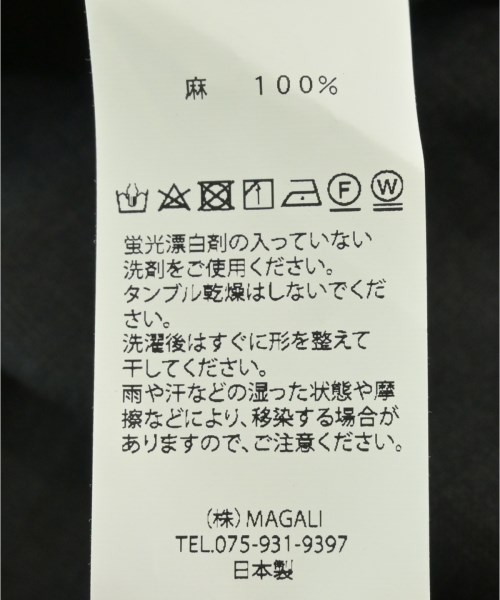 麻 100%
蛍光漂白剤の入っていない
洗剤をご使用ください。
タンブル乾燥はしないでくだ
さい。
洗濯後はすぐに形を整えて
干してください。
雨や汗などの湿った状態や摩
擦などにより、移染する場合が
ありますので、ご注意ください。
(株)MAGALI
TEL.075-931-9397
日本製